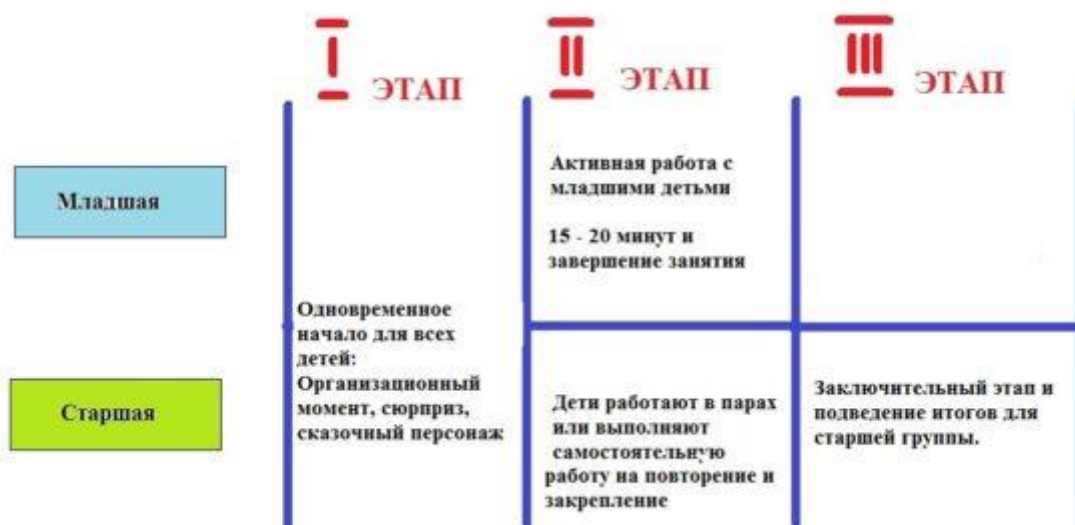 I ЭТАП
II ЭТАП
III ЭТАП
Младшая
Активная работа с
младшими детьми
15 - 20 минут и
завершение занятия
Одновременное
начало для всех
детей:
Организационный
момент, сюрприз,
сказочный персонаж
Старшая
Дети работают в парах
или выполняют
самостоятельную
работу на повторение и
закрепление
Заключительный этап и
подведение итогов для
старшей группы.